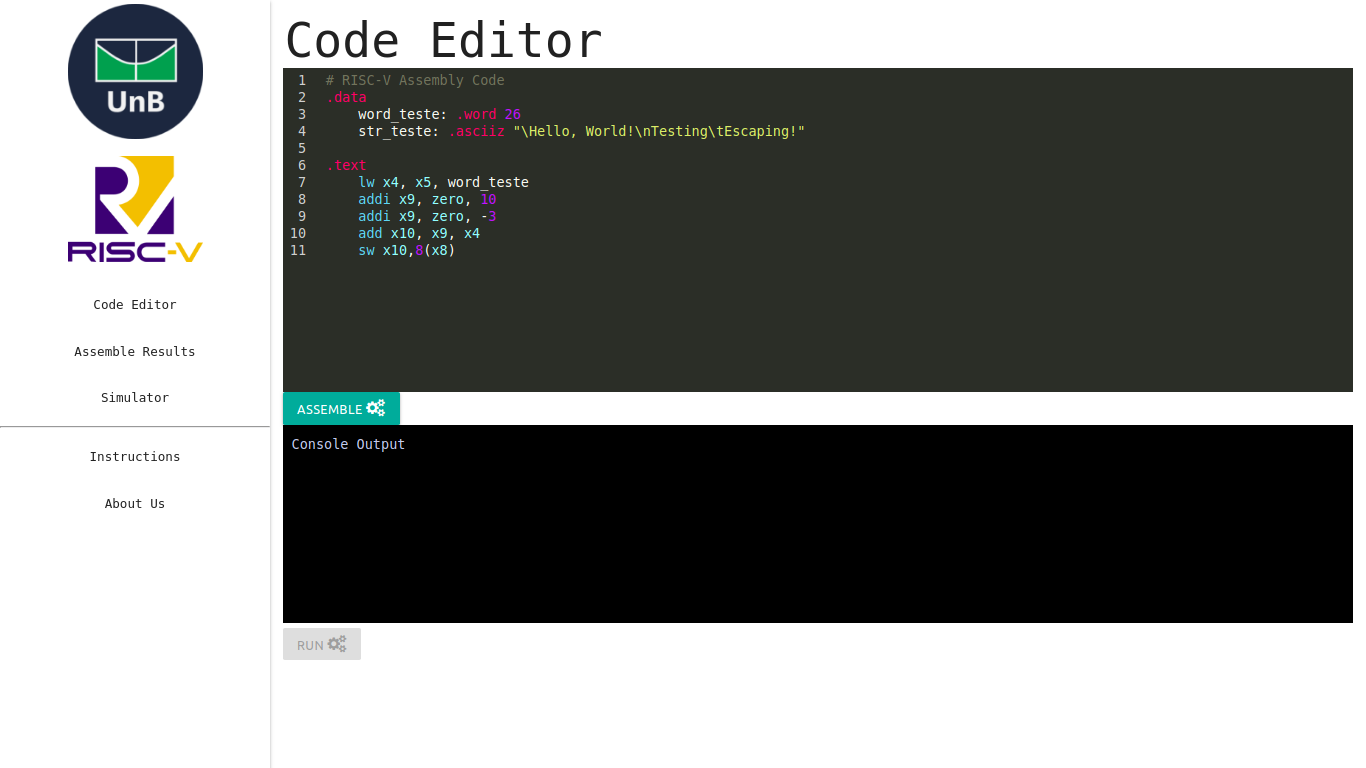 UnB
RISC-V
Code Editor
Assemble Results
Simulator
Instructions
About Us
Code Editor
1 # RISC-V Assembly Code
2 .data
3     word_teste: .word 26
4     str_teste: .asciiz "\Hello, World!\nTesting\tEscaping!"
5
6 .text
7     lw x4, x5, word_teste
8     addi x9, zero, 10
9     addi x9, zero, -3
10     add x10, x9, x4
11     sw x10,8(x8)
ASSEMBLE
Console Output
RUN